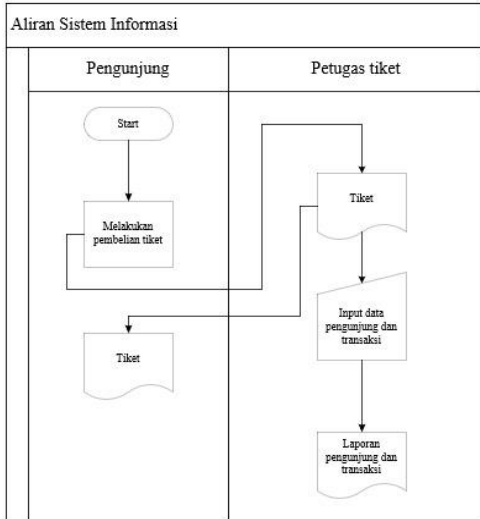 Aliran Sistem Informasi
Pengunjung
Petugas tiket
Start
Melakukan
pembelian tiket
Tiket
Tiket
Input data
pengunjung dan
transaksi
Laporan
pengunjung dan
transaksi